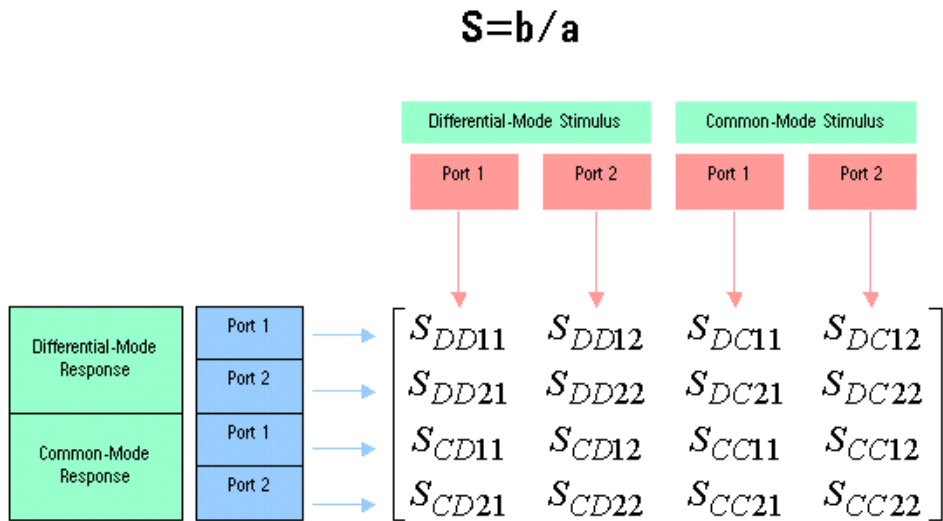 S=b/a
Differential-Mode Stimulus Common-Mode Stimulus
Port 1 Port 2 Port 1 Port 2
Differential-Mode
Response
Port 1
Port 2
Common-Mode
Response
Port 1
Port 2
S_DD11 S_DD12 S_DC11 S_DC12
S_DD21 S_DD22 S_DC21 S_DC22
S_CD11 S_CD12 S_CC11 S_CC12
S_CD21 S_CD22 S_CC21 S_CC22